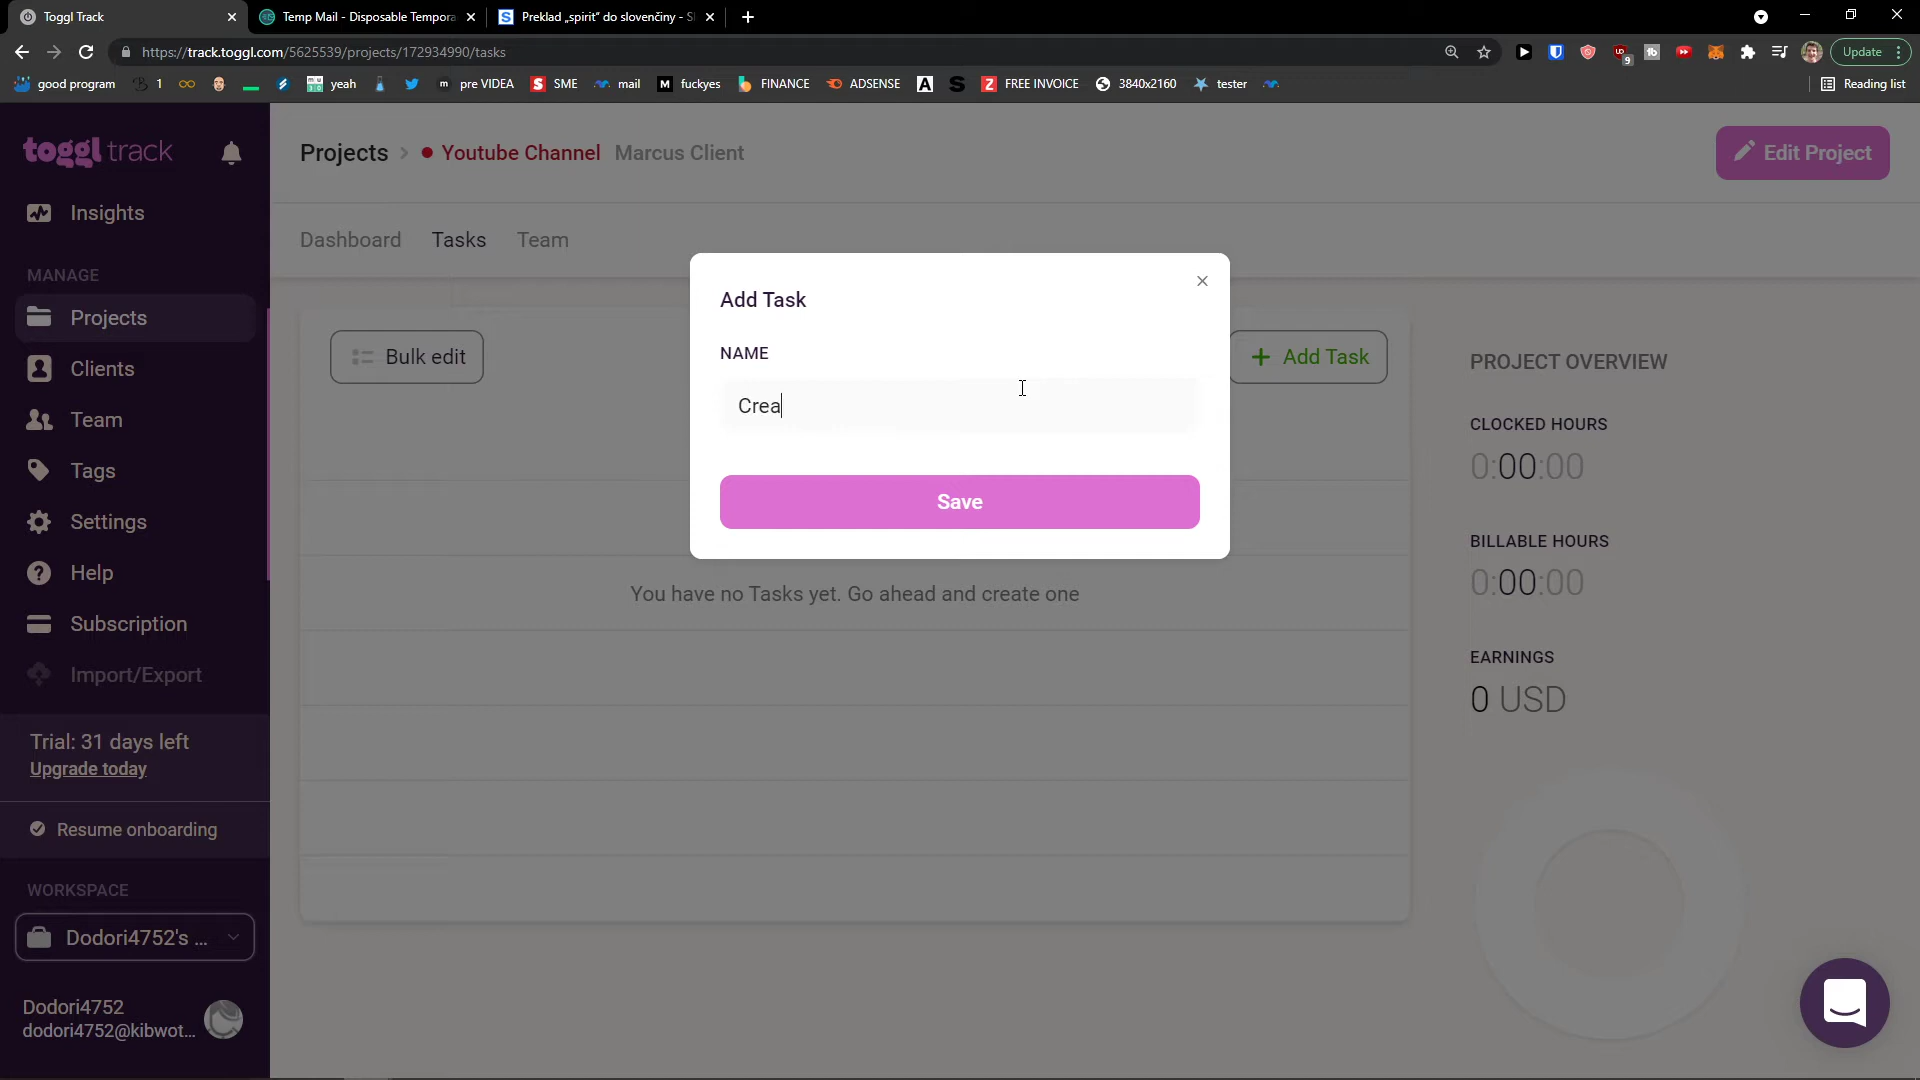 Toggl Track
Temp Mail - Disposable Tempora
Preklad „spirit“ do slovenčiny - S
https://track.toggl.com/5625539/projects/172934990/tasks
9
Update
good program
1
yeah
pre VIDEA
SME
mail
fuckyes
FINANCE
ADSENSE
FREE INVOICE
3840x2160
tester
Reading list
toggl track
Projects > Youtube Channel Marcus Client
Edit Project
Insights
Dashboard Tasks Team
MANAGE
Projects
Clients
Team
Tags
Settings
Help
Subscription
Import/Export
Trial: 31 days left
Upgrade today
Resume onboarding
WORKSPACE
Dodori4752's ...
Dodori4752
dodori4752@kibwot...
Bulk edit
+ Add Task
Add Task
NAME
Crea
Save
You have no Tasks yet. Go ahead and create one
PROJECT OVERVIEW
CLOCKED HOURS
0:00:00
BILLABLE HOURS
0:00:00
EARNINGS
0 USD